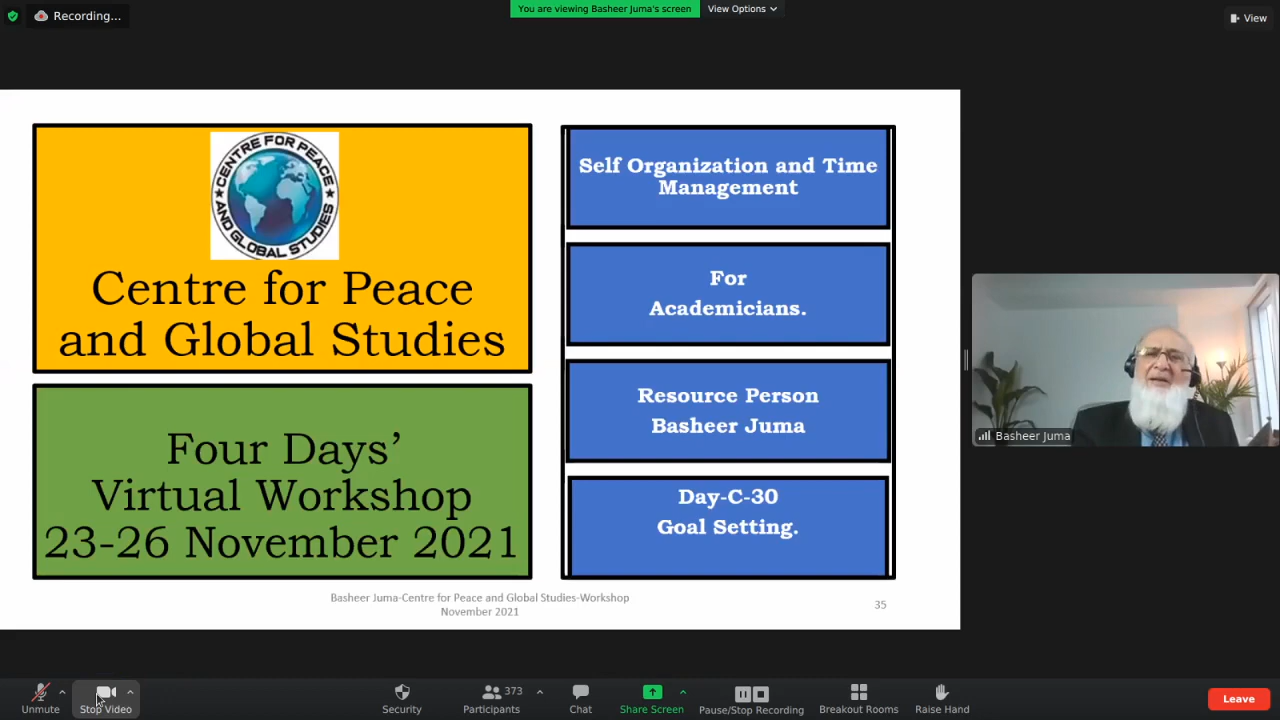 Recording...
You are viewing Basheer Juma's screen
View Options
View
CENTRE FOR PEACE
AND GLOBAL STUDIES
Centre for Peace
and Global Studies
Four Days’
Virtual Workshop
23-26 November 2021
Self Organization and Time
Management
For
Academicians.
Resource Person
Basheer Juma
Day-C-30
Goal Setting.
Basheer Juma-Centre for Peace and Global Studies-Workshop
November 2021
35
Basheer Juma
Unmute
Stop Video
Security
373
Participants
Chat
Share Screen
Pause/Stop Recording
Breakout Rooms
Raise Hand
Leave